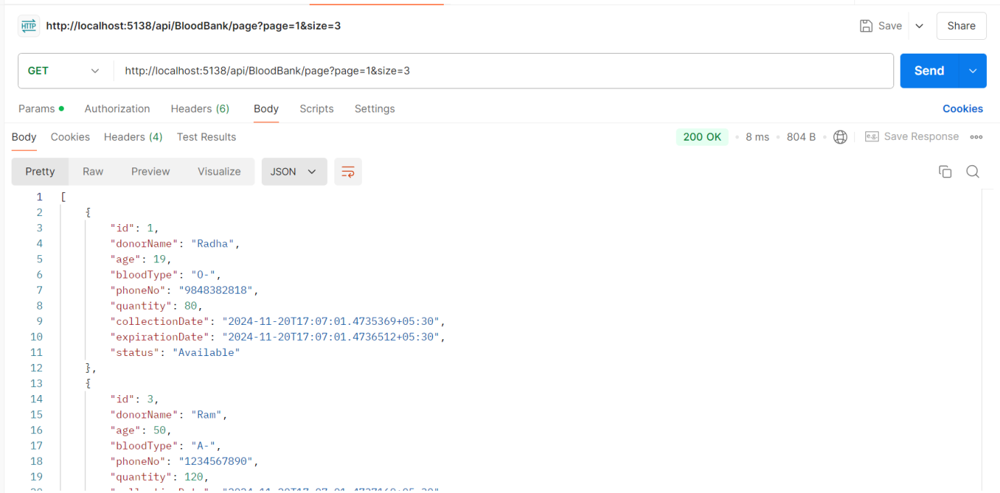 HTTP http://localhost:5138/api/BloodBank/page?page=1&size=3 Save Share
GET http://localhost:5138/api/BloodBank/page?page=1&size=3 Send
Params Authorization Headers (6) Body Scripts Settings Cookies
Body Cookies Headers (4) Test Results 200 OK 8 ms 804 B e.g. Save Response
Pretty Raw Preview Visualize JSON
1 [
2 {
3 "id": 1,
4 "donorName": "Radha",
5 "age": 19,
6 "bloodType": "O-",
7 "phoneNo": "9848382818",
8 "quantity": 80,
9 "collectionDate": "2024-11-20T17:07:01.4735369+05:30",
10 "expirationDate": "2024-11-20T17:07:01.4736512+05:30",
11 "status": "Available"
12 },
13 {
14 "id": 3,
15 "donorName": "Ram",
16 "age": 50,
17 "bloodType": "A-",
18 "phoneNo": "1234567890",
19 "quantity": 120,